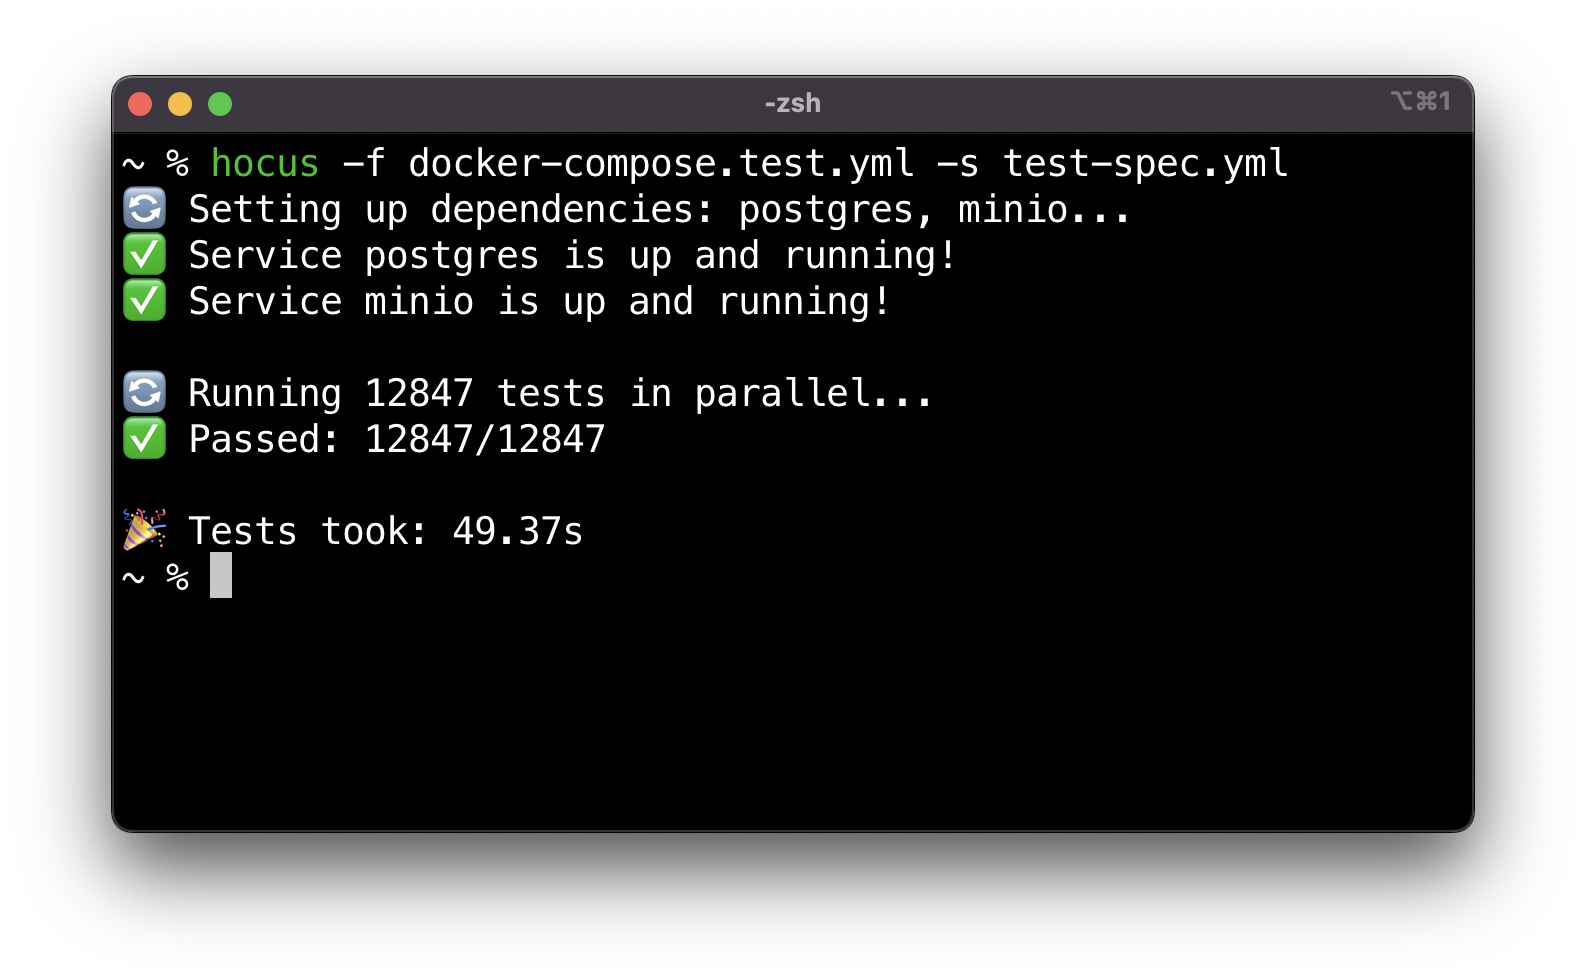 -zsh
⌥⌘1
~ % hocus -f docker-compose.test.yml -s test-spec.yml
🔄 Setting up dependencies: postgres, minio...
✅ Service postgres is up and running!
✅ Service minio is up and running!
🔄 Running 12847 tests in parallel...
✅ Passed: 12847/12847
🎉 Tests took: 49.37s
~ %